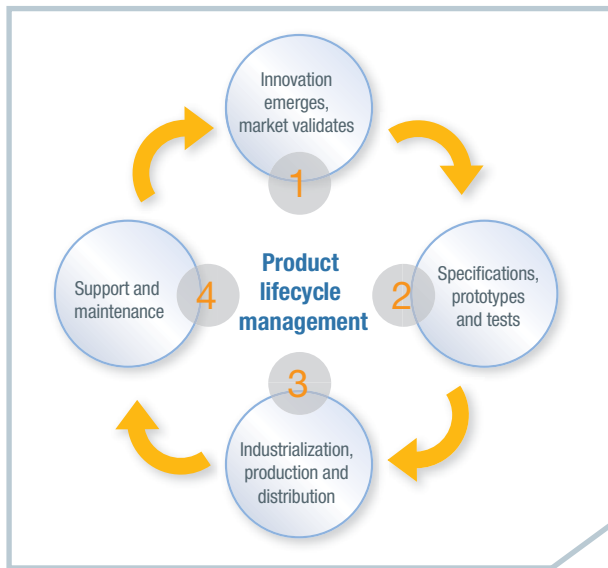 Innovation
emerges,
market validates
1
Product
lifecycle
management
2
Specifications,
prototypes
and tests
3
Industrialization,
production and
distribution
4
Support and
maintenance